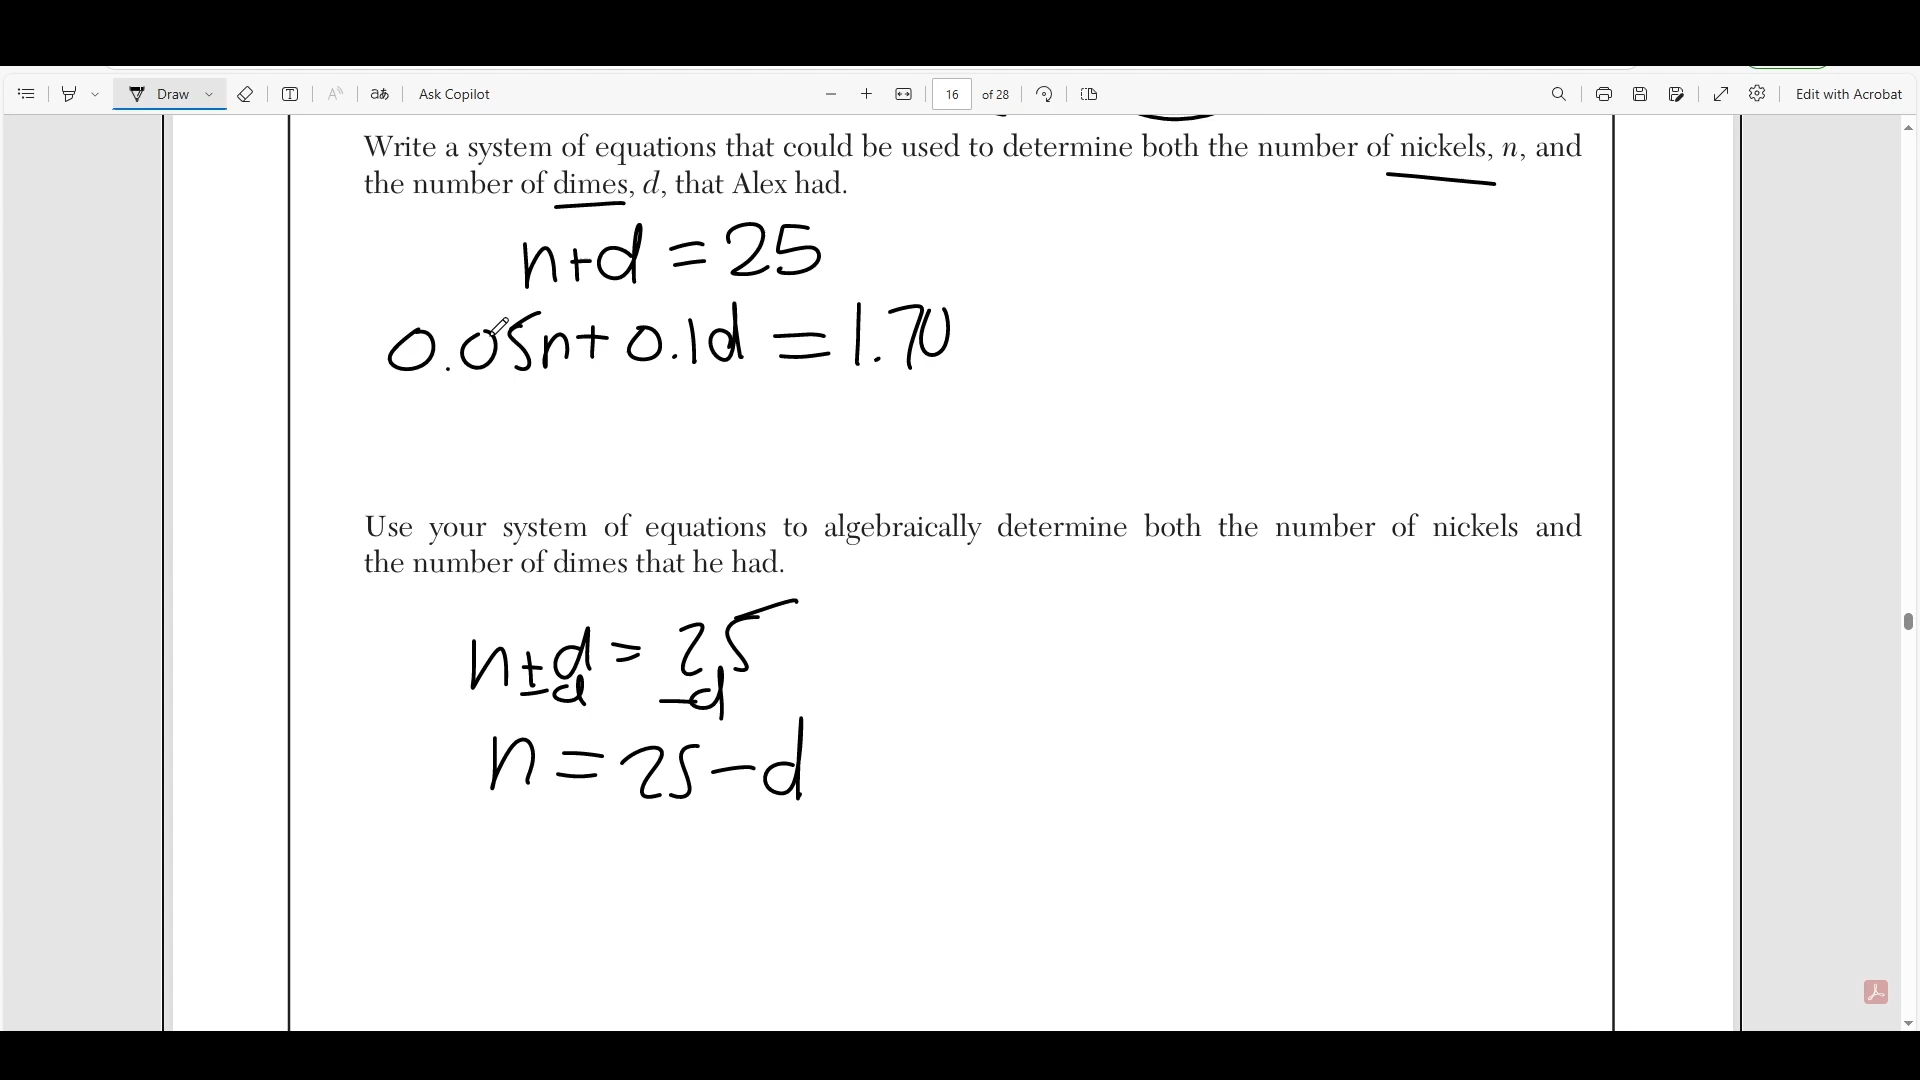 Draw
aあ
Ask Copilot
16 of 28
Edit with Acrobat
Write a system of equations that could be used to determine both the number of nickels, n, and
the number of dimes, d, that Alex had.
n+d = 25
0.05n+ 0.1d = 1.70
Use your system of equations to algebraically determine both the number of nickels and
the number of dimes that he had.
n+d = 25
-d -d
n = 25-d